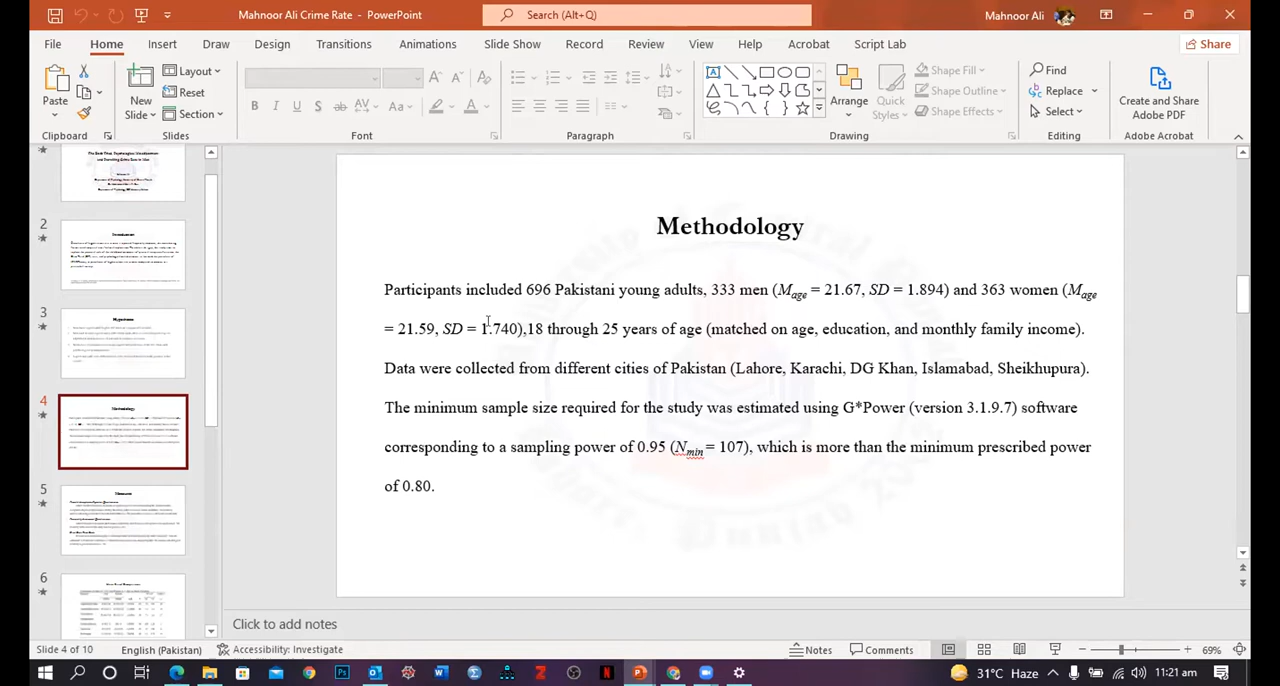 Mahnoor Ali Crime Rate - PowerPoint
Search (Alt+Q)
Mahnoor Ali
File Home Insert Draw Design Transitions Animations Slide Show Record Review View Help Acrobat Script Lab
Share
Paste
Clipboard
New Slide
Layout
Reset
Section
Slides
Font
Paragraph
Arrange
Quick Styles
Shape Fill
Shape Outline
Shape Effects
Drawing
Find
Replace
Select
Editing
Create and Share Adobe PDF
Adobe Acrobat
2
3
4
5
6
Methodology
Participants included 696 Pakistani young adults, 333 men (Mage = 21.67, SD = 1.894) and 363 women (Mage
= 21.59, SD = 1.740),18 through 25 years of age (matched on age, education, and monthly family income).
Data were collected from different cities of Pakistan (Lahore, Karachi, DG Khan, Islamabad, Sheikhupura).
The minimum sample size required for the study was estimated using G*Power (version 3.1.9.7) software
corresponding to a sampling power of 0.95 (Nmin = 107), which is more than the minimum prescribed power
of 0.80.
Click to add notes
Slide 4 of 10 English (Pakistan) Accessibility: Investigate Notes Comments 69%
31°C Haze 11:21 am